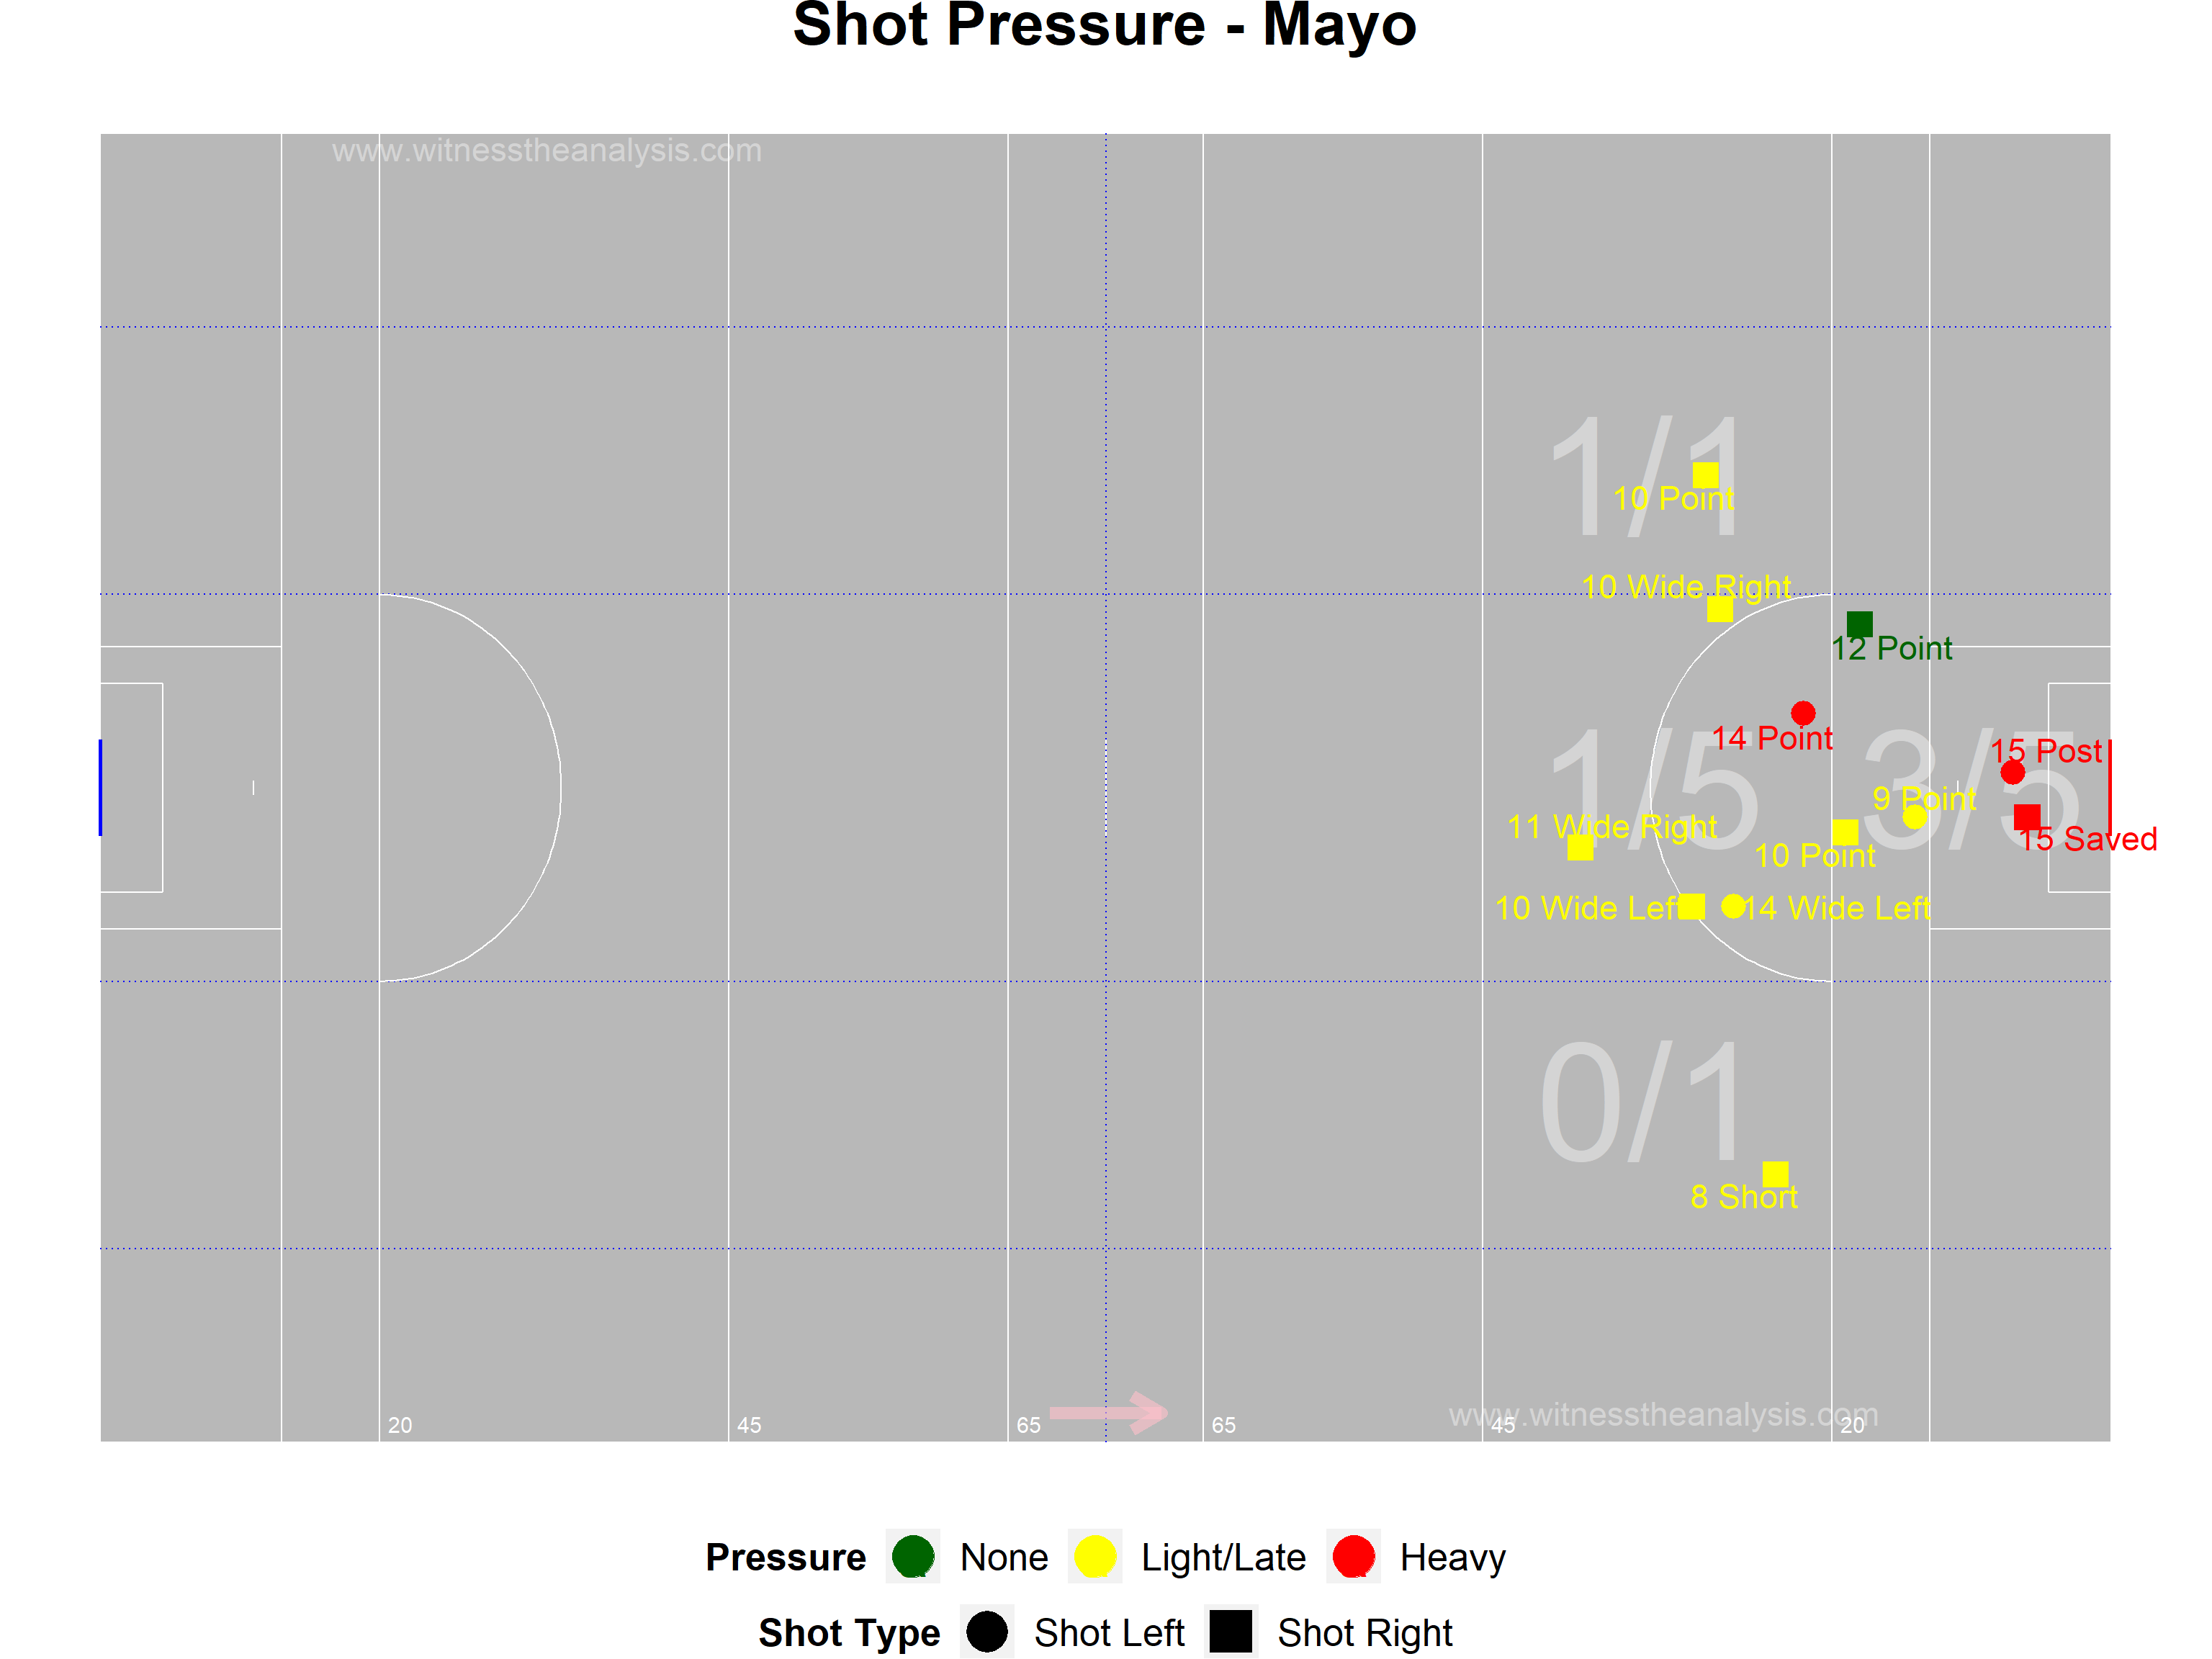 Shot Pressure - Mayo
www.witnesstheanalysis.com
1/1
10 Point
10 Wide Right
12 Point
14 Point
1/5
3/5
15 Post
9 Point
11 Wide Right
15 Saved
10 Point
10 Wide Left
14 Wide Left
0/1
8 Short
www.witnesstheanalysis.com
20 45 65 65 45 20
Pressure None Light/Late Heavy
Shot Type Shot Left Shot Right